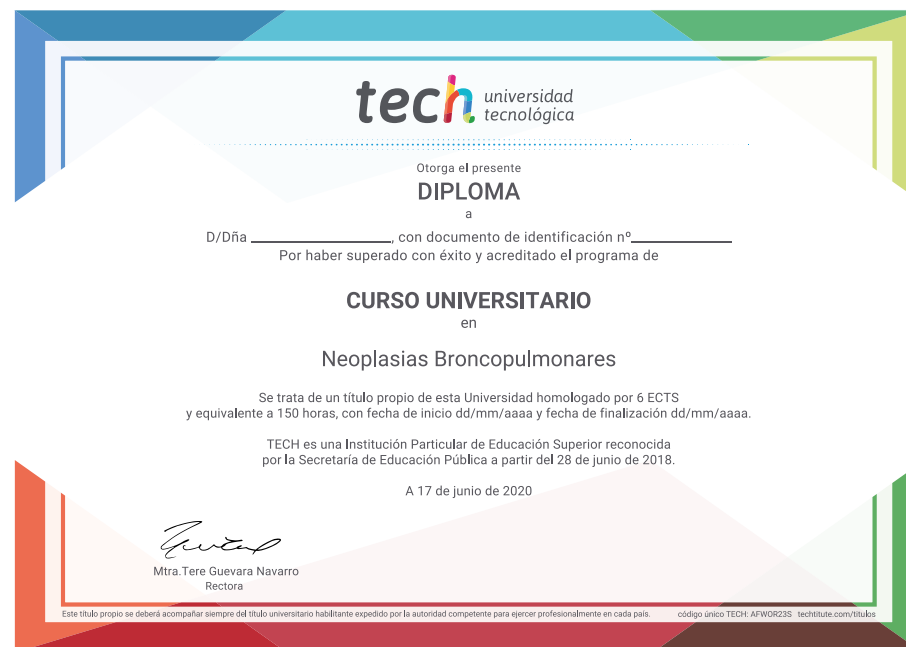 tech universidad
tecnológica
Otorga el presente
DIPLOMA
a
D/Dña ____________________, con documento de identificación nº______________
Por haber superado con éxito y acreditado el programa de
CURSO UNIVERSITARIO
en
Neoplasias Broncopulmonares
Se trata de un título propio de esta Universidad homologado por 6 ECTS
y equivalente a 150 horas, con fecha de inicio dd/mm/aaaa y fecha de finalización dd/mm/aaaa.
TECH es una Institución Particular de Educación Superior reconocida
por la Secretaría de Educación Pública a partir del 28 de junio de 2018.
A 17 de junio de 2020
Mtra.Tere Guevara Navarro
Rectora
Este título propio se deberá acompañar siempre del título universitario habilitante expedido por la autoridad competente para ejercer profesionalmente en cada país. código único TECH: AFWOR23S techtitute.com/titulos